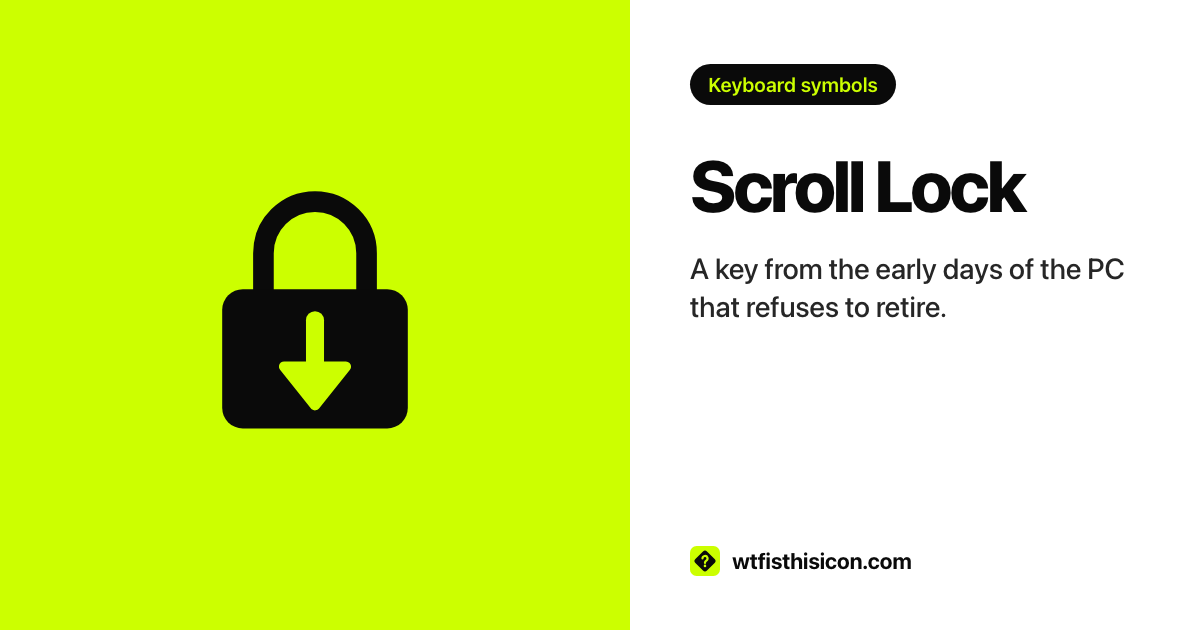 Keyboard symbols
Scroll Lock
A key from the early days of the PC
that refuses to retire.
?
wtfisthisicon.com